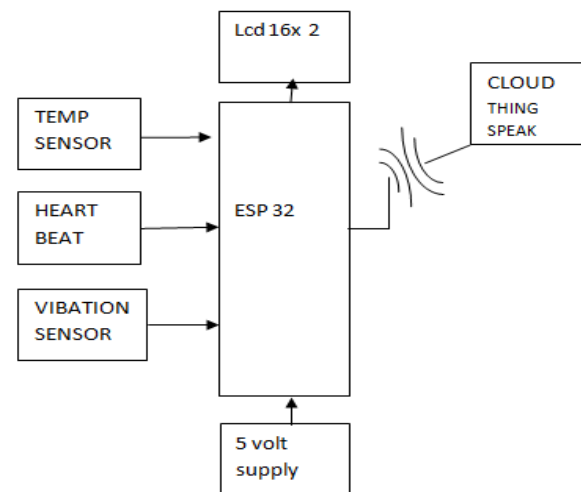 Lcd 16x 2
CLOUD
THING
SPEAK
TEMP
SENSOR
HEART
BEAT
ESP 32
VIBATION
SENSOR
5 volt
supply